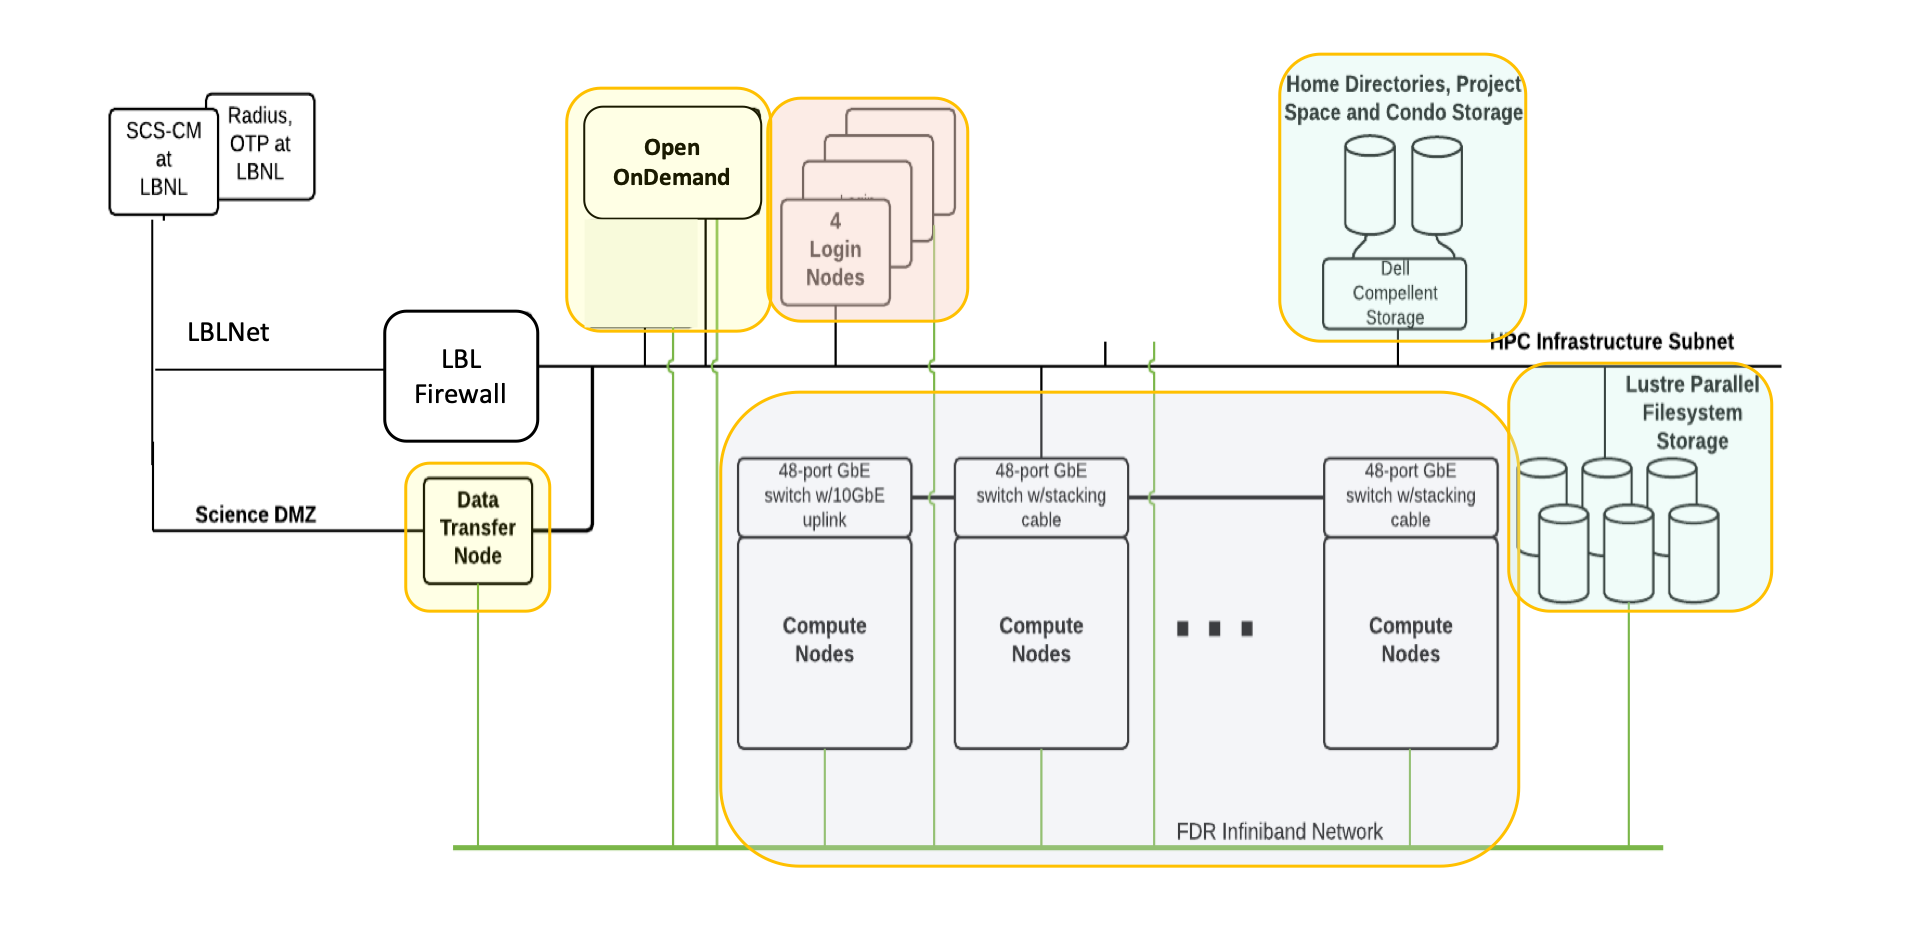 SCS-CM
at
LBNL
Radius,
OTP at
LBNL
Open
OnDemand
4
Login
Nodes
Home Directories, Project
Space and Condo Storage
Dell
Compellent
Storage
LBLNet
LBL
Firewall
HPC Infrastructure Subnet
Lustre Parallel
Filesystem
Storage
Science DMZ
Data
Transfer
Node
48-port GbE
switch w/10GbE
uplink
48-port GbE
switch w/stacking
cable
48-port GbE
switch w/stacking
cable
Compute
Nodes
Compute
Nodes
Compute
Nodes
FDR Infiniband Network